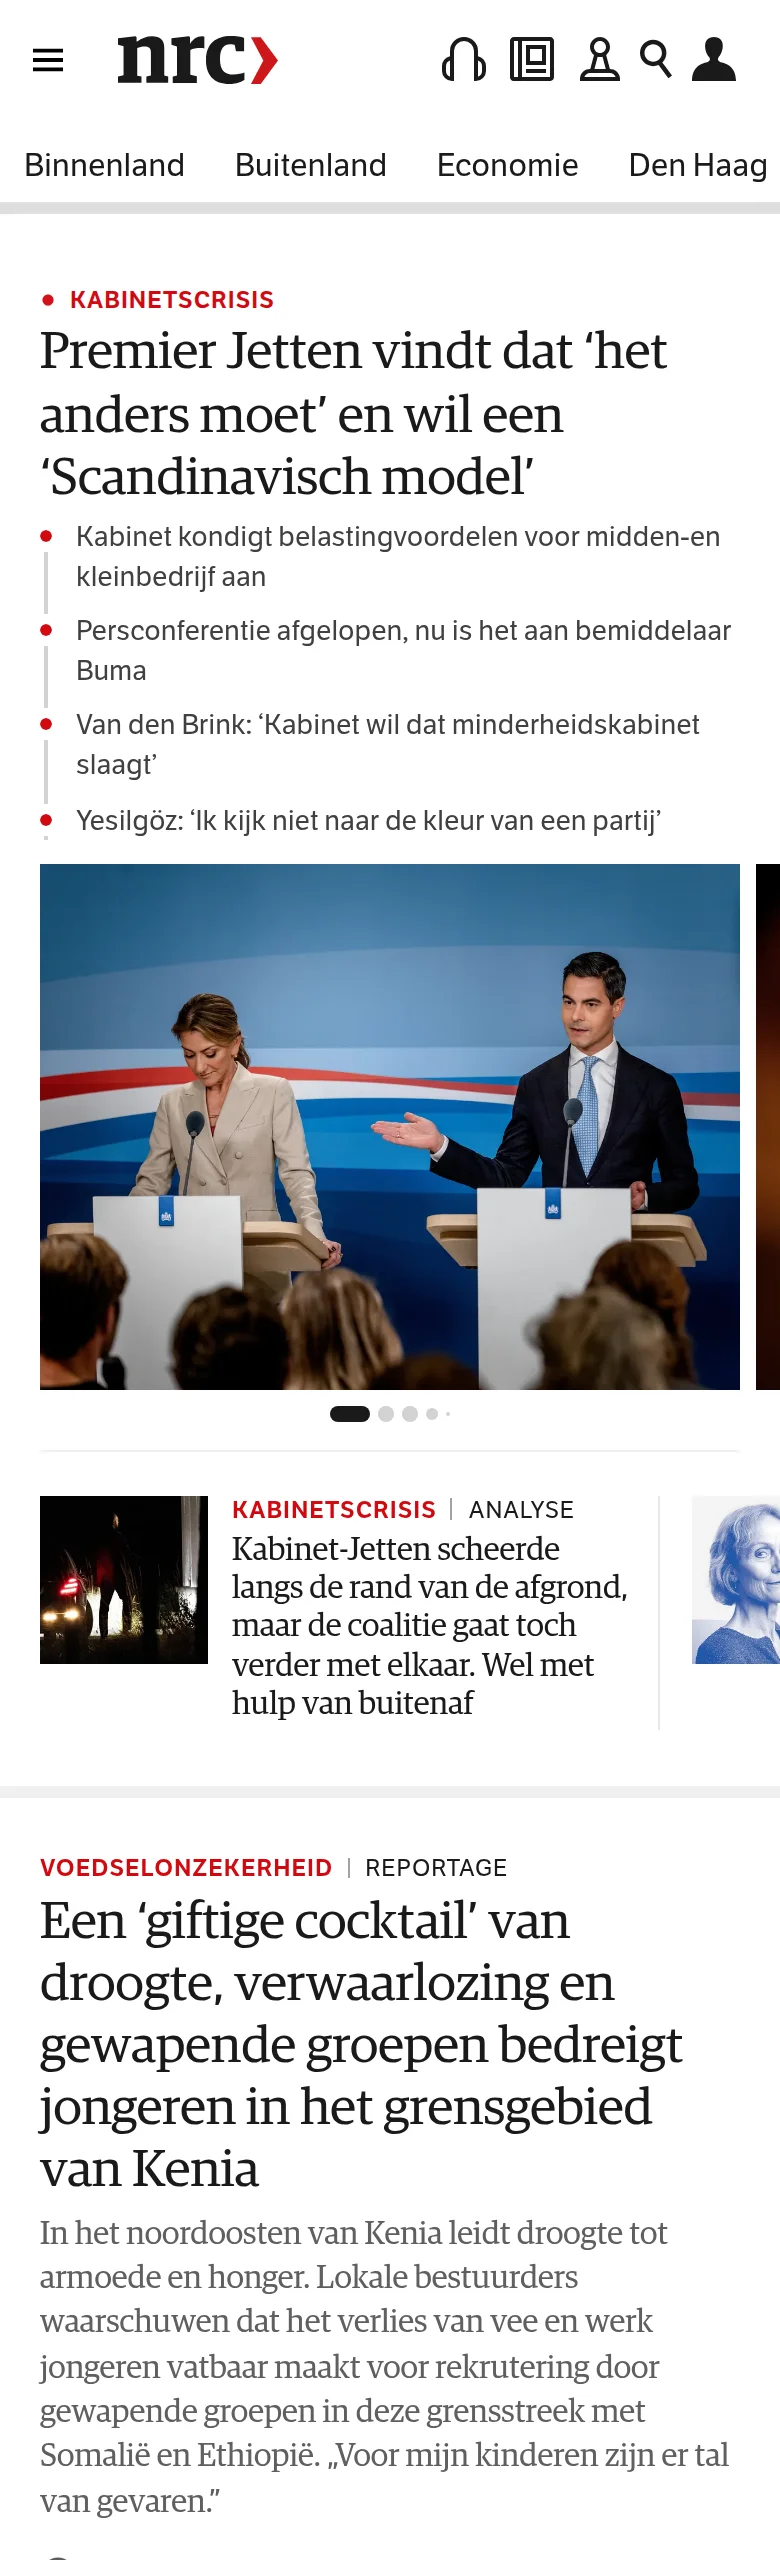 nrc
Binnenland Buitenland Economie Den Haag
KABINETSCRISIS
Premier Jetten vindt dat ‘het
anders moet’ en wil een
‘Scandinavisch model’
Kabinet kondigt belastingvoordelen voor midden-en
kleinbedrijf aan
Persconferentie afgelopen, nu is het aan bemiddelaar
Buma
Van den Brink: ‘Kabinet wil dat minderheidskabinet
slaagt’
Yesilgöz: ‘Ik kijk niet naar de kleur van een partij’
KABINETSCRISIS | ANALYSE
Kabinet-Jetten scheerde
langs de rand van de afgrond,
maar de coalitie gaat toch
verder met elkaar. Wel met
hulp van buitenaf
VOEDSELONZEKERHEID | REPORTAGE
Een ‘giftige cocktail’ van
droogte, verwaarlozing en
gewapende groepen bedreigt
jongeren in het grensgebied
van Kenia
In het noordoosten van Kenia leidt droogte tot
armoede en honger. Lokale bestuurders
waarschuwen dat het verlies van vee en werk
jongeren vatbaar maakt voor rekrutering door
gewapende groepen in deze grensstreek met
Somalië en Ethiopië. „Voor mijn kinderen zijn er tal
van gevaren.”